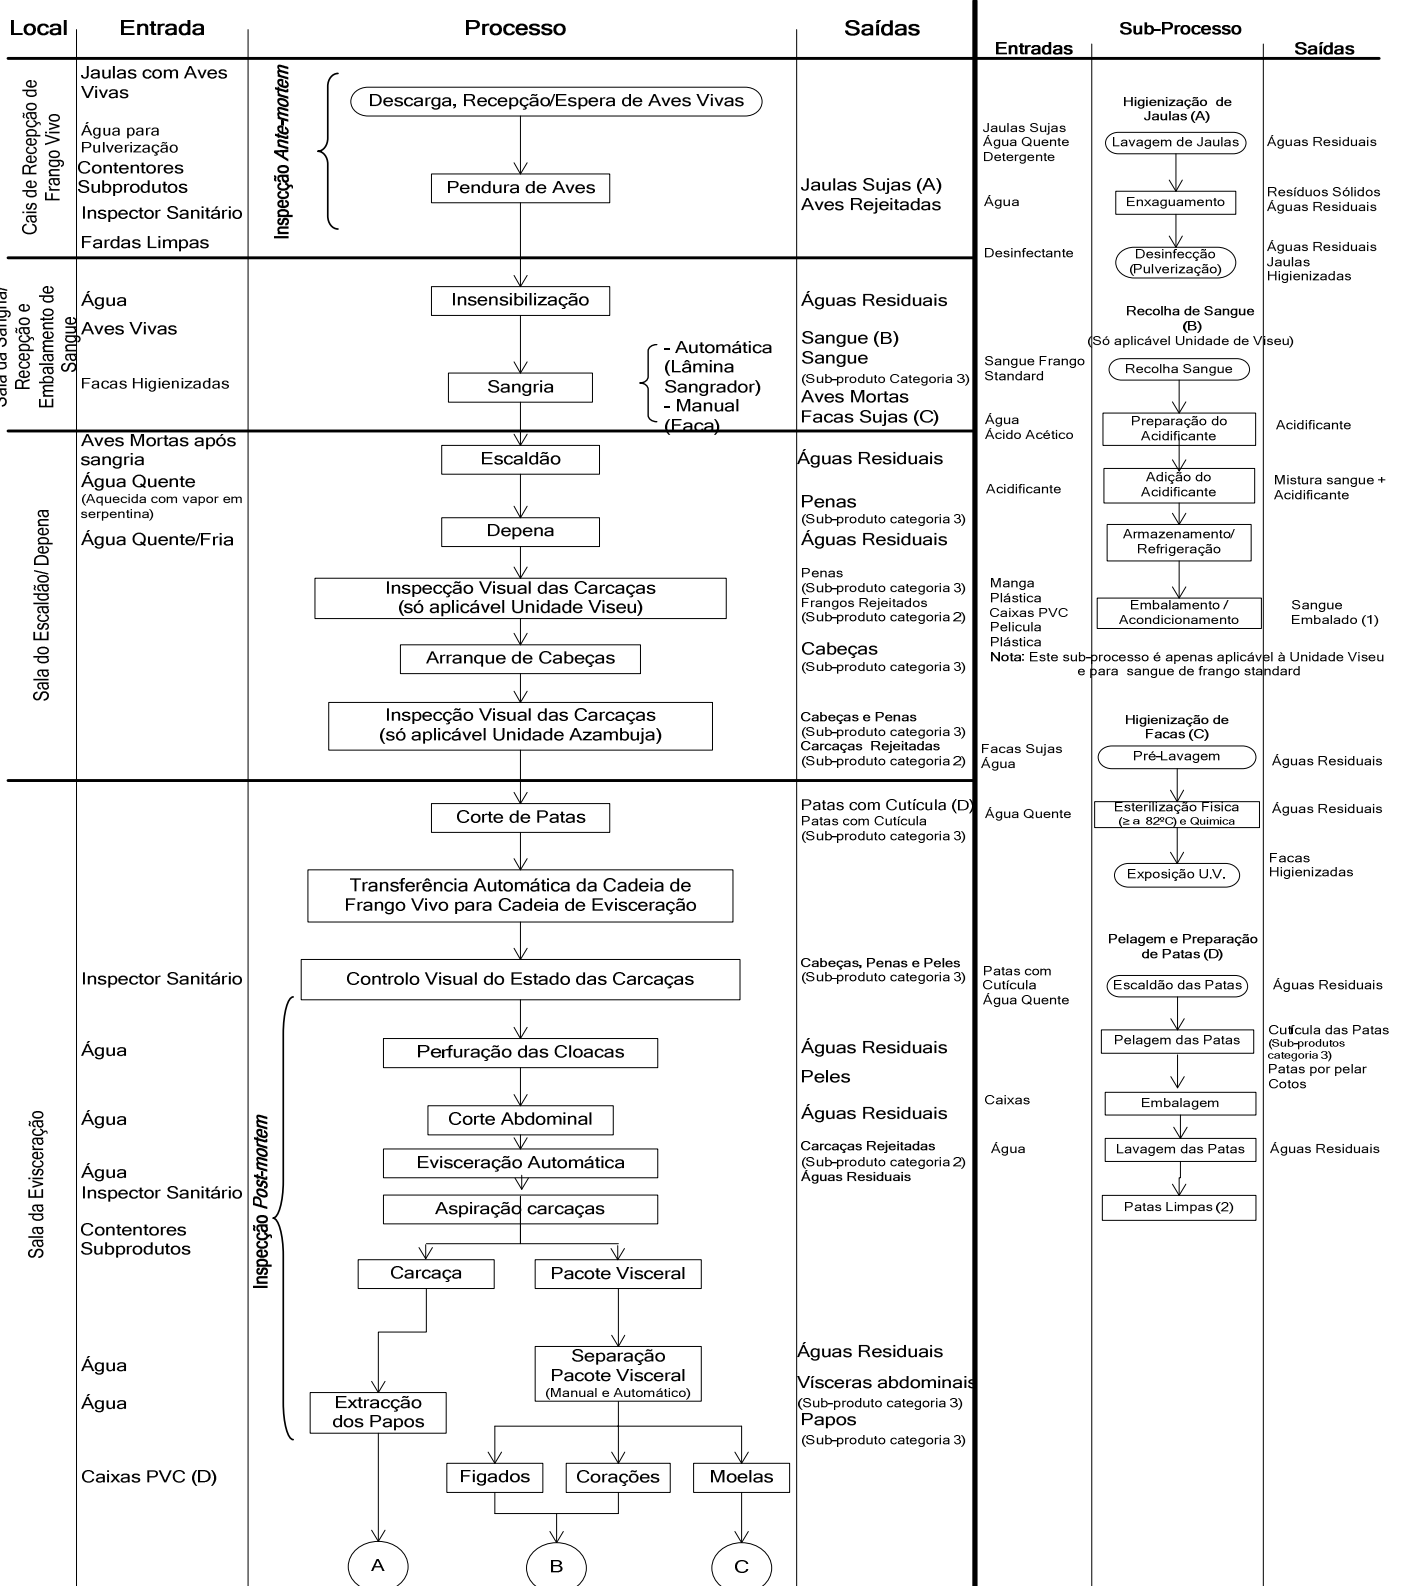 Local
Entrada
Processo
Saídas
Cais de Recepção de
Frango Vivo
Jaulas com Aves
Vivas
Água para
Pulverização
Contentores
Subprodutos
Inspector Sanitário
Fardas Limpas
Inspecção Ante-mortem
Descarga, Recepção/Espera de Aves Vivas
Pendura de Aves
Jaulas Sujas (A)
Aves Rejeitadas
Sala da Sangria/
Recepção e
Embalamento de
Sangue
Água
Aves Vivas
Facas Higienizadas
Insensibilização
Sangria
- Automática
(Lâmina
Sangrador)
- Manual
(Faca)
Águas Residuais
Sangue (B)
Sangue
(Sub-produto Categoria 3)
Aves Mortas
Facas Sujas (C)
Sala do Escaldão/ Depena
Aves Mortas após
sangria
Água Quente
(Aquecida com vapor em
serpentina)
Água Quente/Fria
Escaldão
Depena
Inspecção Visual das Carcaças
(só aplicável Unidade Viseu)
Arranque de Cabeças
Inspecção Visual das Carcaças
(só aplicável Unidade Azambuja)
Águas Residuais
Penas
(Sub-produto categoria 3)
Águas Residuais
Penas
(Sub-produto categoria 3)
Frangos Rejeitados
(Sub-produto categoria 2)
Cabeças
(Sub-produto categoria 3)
Cabeças e Penas
(Sub-produto categoria 3)
Carcaças Rejeitadas
(Sub-produto categoria 2)
Sala da Evisceração
Inspector Sanitário
Água
Água
Água
Inspector Sanitário
Contentores
Subprodutos
Água
Água
Caixas PVC (D)
Inspecção Post-mortem
Corte de Patas
Transferência Automática da Cadeia de
Frango Vivo para Cadeia de Evisceração
Controlo Visual do Estado das Carcaças
Perfuração das Cloacas
Corte Abdominal
Evisceração Automática
Aspiração carcaças
Carcaça
Pacote Visceral
Separação
Pacote Visceral
(Manual e Automático)
Extracção
dos Papos
Figados
Corações
Moelas
A
B
C
Patas com Cutícula (D)
Patas com Cutícula
(Sub-produto categoria 3)
Cabeças, Penas e Peles
(Sub-produto categoria 3)
Águas Residuais
Peles
Águas Residuais
Carcaças Rejeitadas
(Sub-produto categoria 2)
Águas Residuais
Águas Residuais
Vísceras abdominais
(Sub-produto categoria 3)
Papos
(Sub-produto categoria 3)
Entradas
Sub-Processo
Saídas
Higienização de
Jaulas (A)
Jaulas Sujas
Água Quente
Detergente
Lavagem de Jaulas
Águas Residuais
Água
Enxaguamento
Resíduos Sólidos
Águas Residuais
Desinfectante
Desinfecção
(Pulverização)
Águas Residuais
Jaulas
Higienizadas
Recolha de Sangue
(B)
(Só aplicável Unidade de Viseu)
Sangue Frango
Standard
Recolha Sangue
Água
Ácido Acético
Preparação do
Acidificante
Acidificante
Acidificante
Adição do
Acidificante
Mistura sangue +
Acidificante
Armazenamento/
Refrigeração
Manga
Plástica
Caixas PVC
Pelicula
Plástica
Embalamento /
Acondicionamento
Sangue
Embalado (1)
Nota: Este sub-processo é apenas aplicável à Unidade Viseu
e para sangue de frango standard
Higienização de
Facas (C)
Facas Sujas
Água
Pré-Lavagem
Águas Residuais
Água Quente
Esterilização Fisica
(≥ a 82ºC) e Quimica
Águas Residuais
Exposição U.V.
Facas
Higienizadas
Pelagem e Preparação
de Patas (D)
Patas com
Cutícula
Água Quente
Escaldão das Patas
Águas Residuais
Pelagem das Patas
Cutícula das Patas
(Sub-produtos
categoria 3)
Patas por pelar
Cotos
Caixas
Embalagem
Água
Lavagem das Patas
Águas Residuais
Patas Limpas (2)